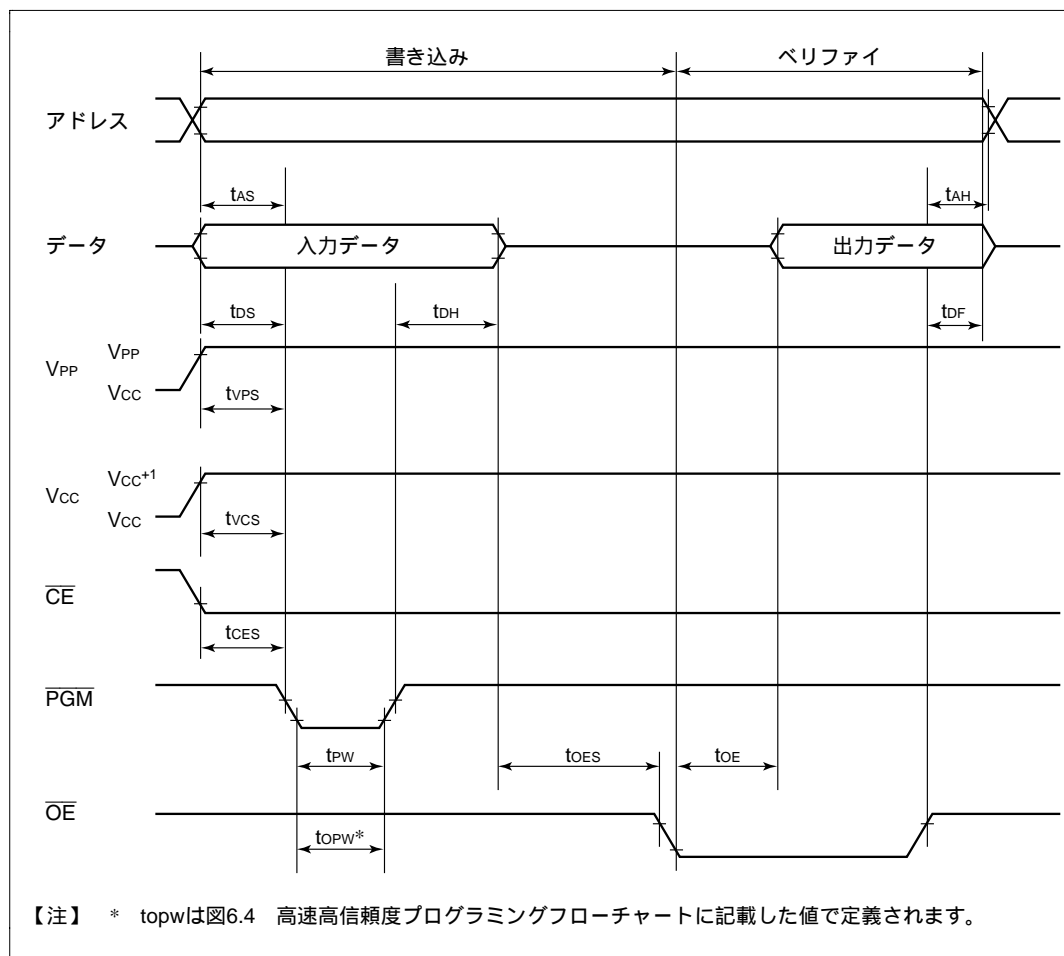 書き込み ベリファイ
アドレス
tAS tAH
データ 入力データ 出力データ
tDS tDH tDF
VPP VPP
VCC
tVPS
VCC VCC+1
VCC
tVCS
CE
tCES
PGM
tPW tOES tOE
OE
tOPW*
【注】 * topwは図6.4 高速高信頼度プログラミングフローチャートに記載した値で定義されます。